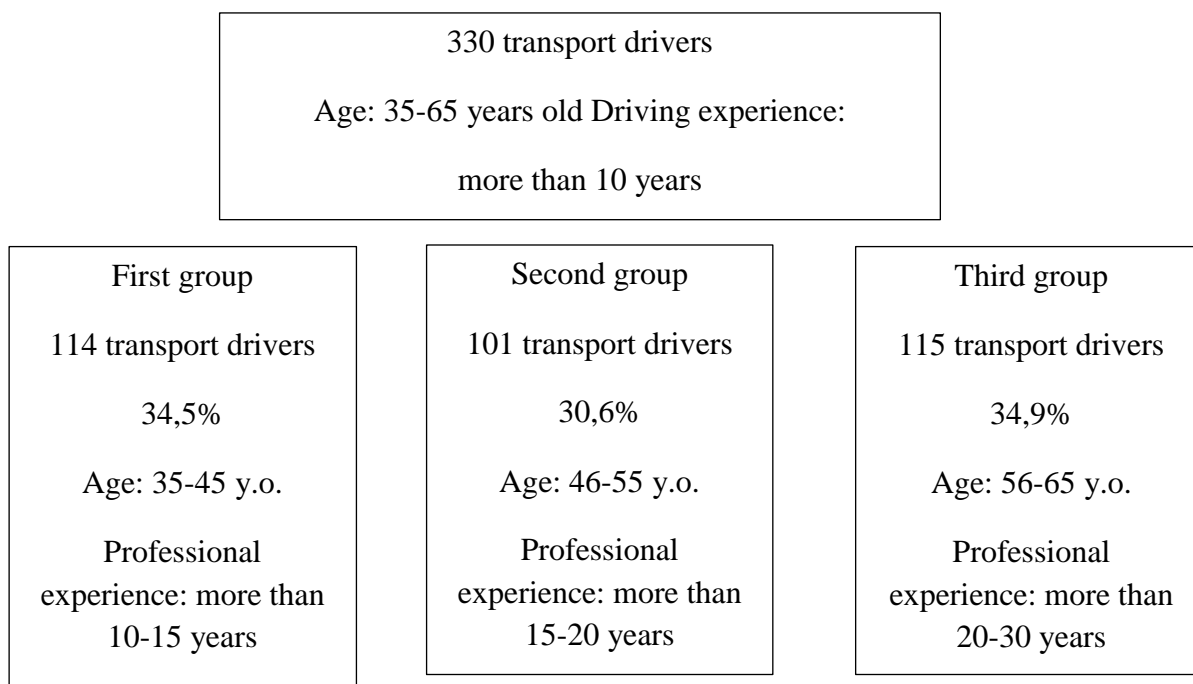 330 transport drivers
Age: 35-65 years old Driving experience:
more than 10 years
First group
114 transport drivers
34,5%
Age: 35-45 y.o.
Professional
experience: more than
10-15 years
Second group
101 transport drivers
30,6%
Age: 46-55 y.o.
Professional
experience: more than
15-20 years
Third group
115 transport drivers
34,9%
Age: 56-65 y.o.
Professional
experience: more than
20-30 years